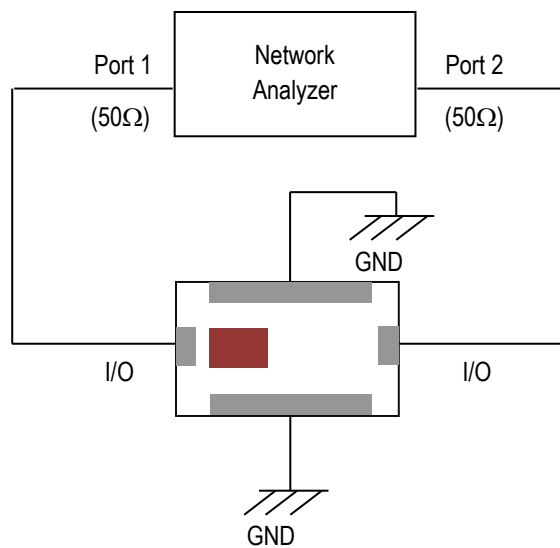 Port 1
Network
Analyzer
Port 2
(50Ω)
(50Ω)
GND
I/O
I/O
GND